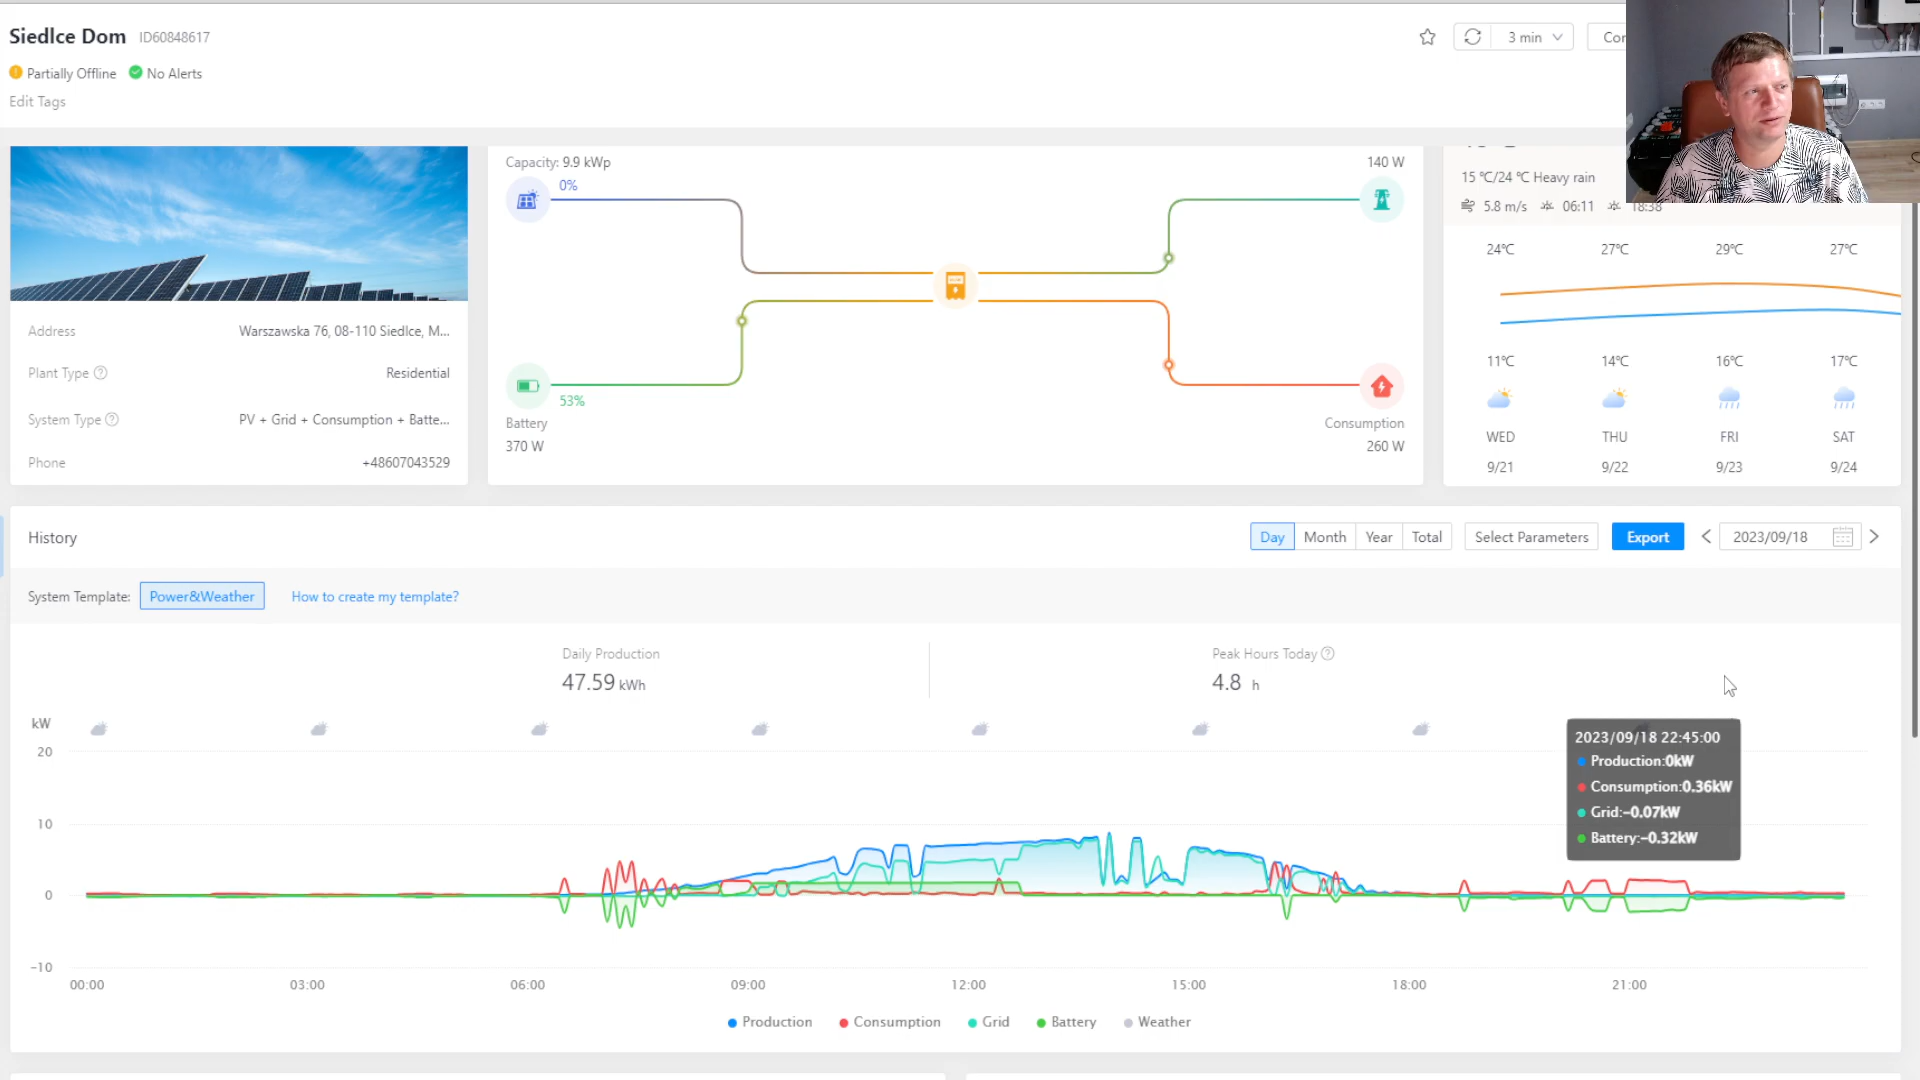 Siedlce Dom ID60848617
Partially Offline No Alerts
Edit Tags
3 min
Capacity: 9.9 kWp
0%
140 W
53%
Battery
370 W
Consumption
260 W
15 ℃/24 ℃ Heavy rain
5.8 m/s 06:11 18:38
24℃ 27℃ 29℃ 27℃
11℃ 14℃ 16℃ 17℃
WED THU FRI SAT
9/21 9/22 9/23 9/24
Address Warszawska 76, 08-110 Siedlce, M...
Plant Type Residential
System Type PV + Grid + Consumption + Batte...
Phone +48607043529
History
Day Month Year Total Select Parameters Export < 2023/09/18 >
System Template: Power&Weather How to create my template?
Daily Production
47.59 kWh
Peak Hours Today
4.8 h
kW
20
10
0
-10
00:00 03:00 06:00 09:00 12:00 15:00 18:00 21:00
2023/09/18 22:45:00
Production:0kW
Consumption:0.36kW
Grid:-0.07kW
Battery:-0.32kW
Production Consumption Grid Battery Weather